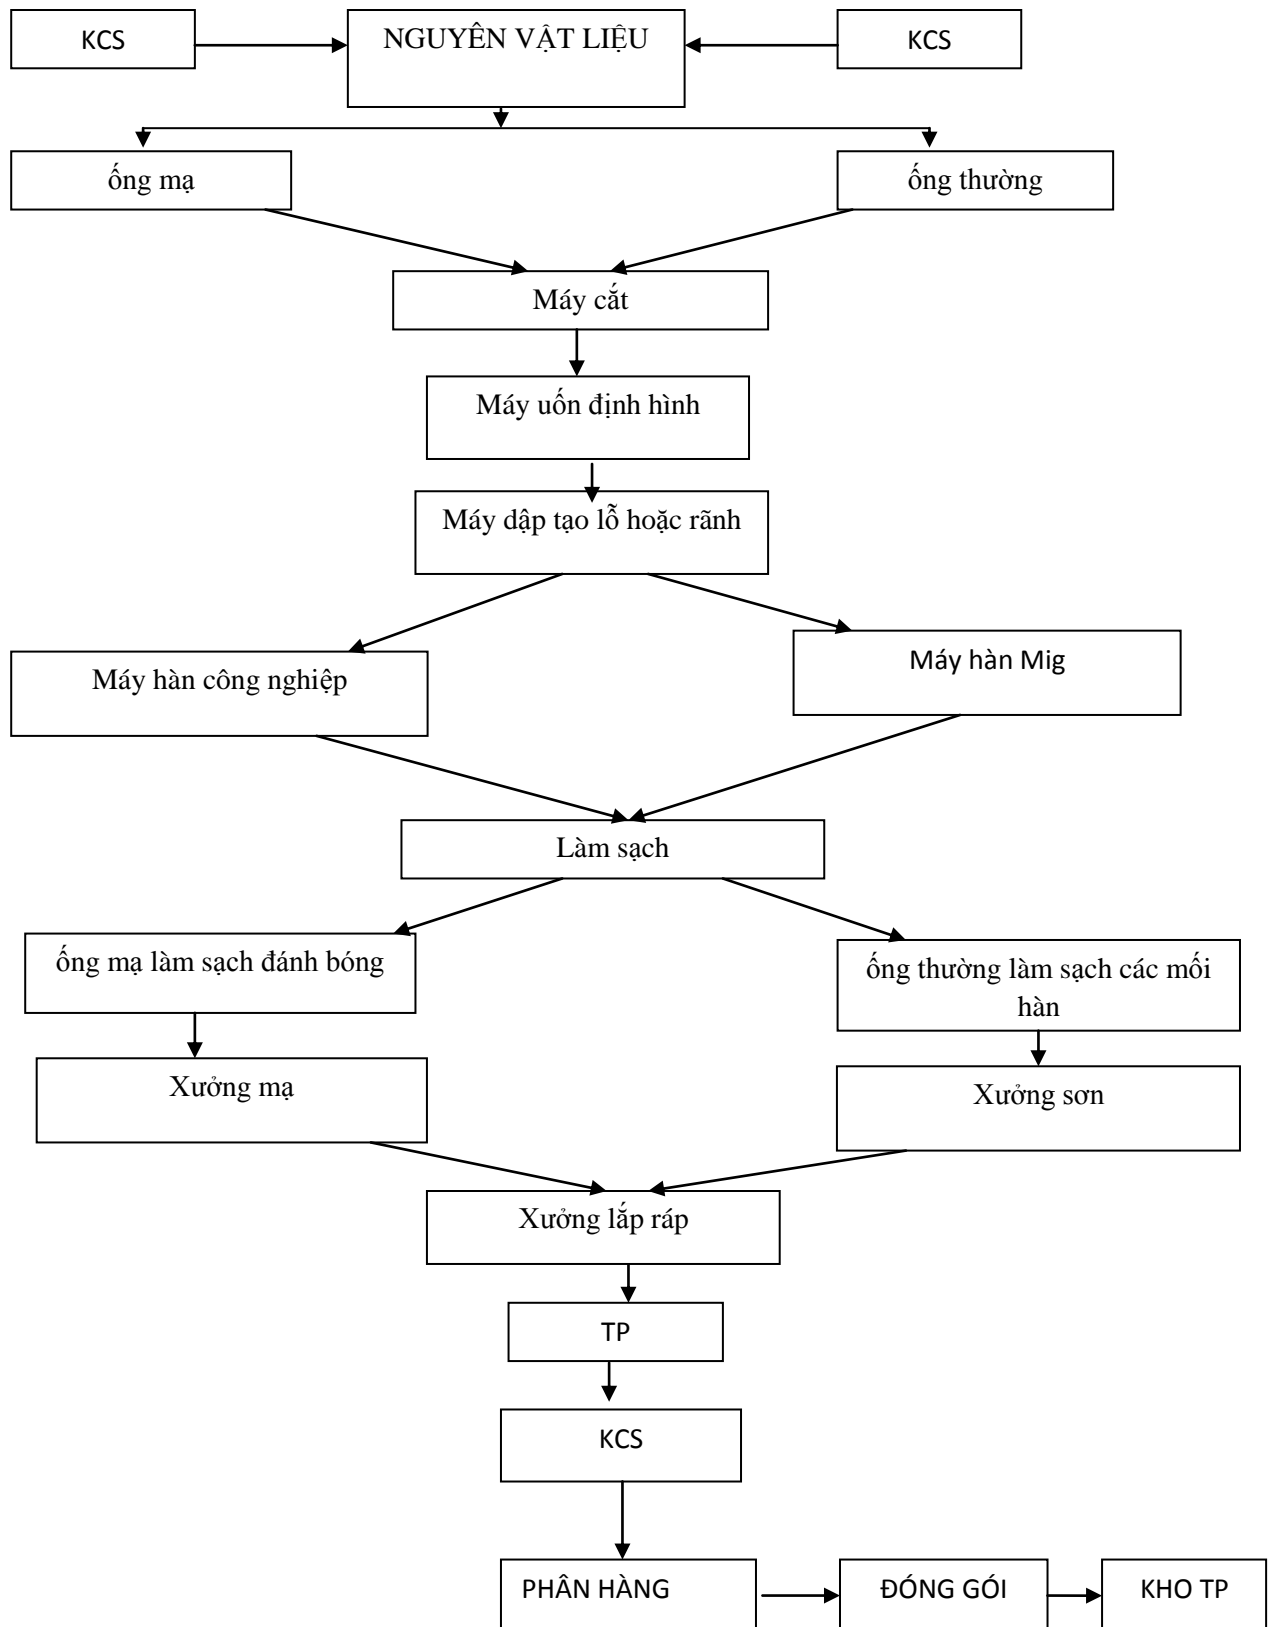 KCS
NGUYÊN VẬT LIỆU
KCS
ống mạ
ống thường
Máy cắt
Máy uốn định hình
Máy dập tạo lỗ hoặc rãnh
Máy hàn công nghiệp
Máy hàn Mig
Làm sạch
ống mạ làm sạch đánh bóng
ống thường làm sạch các mối
hàn
Xưởng mạ
Xưởng sơn
Xưởng lắp ráp
TP
KCS
PHÂN HÀNG
ĐÓNG GÓI
KHO TP